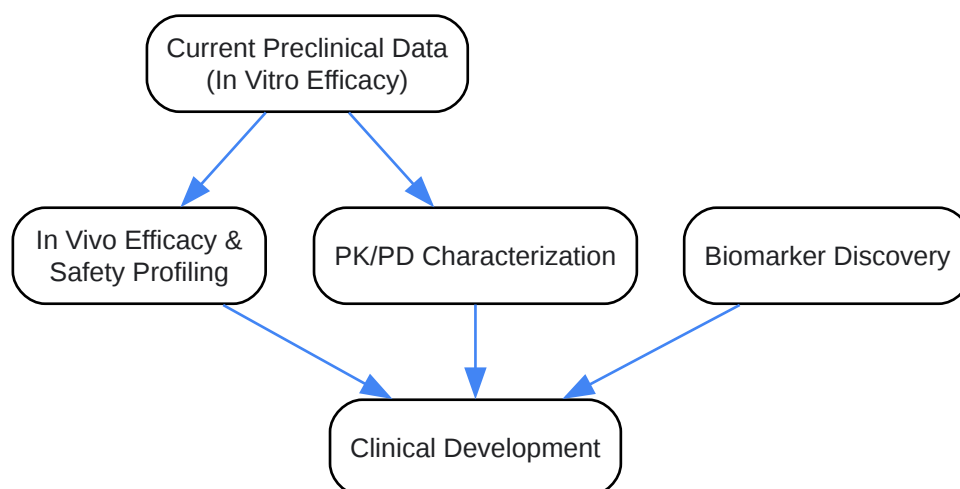 Current Preclinical Data
(In Vitro Efficacy)
In Vivo Efficacy &
Safety Profiling
PK/PD Characterization
Biomarker Discovery
Clinical Development